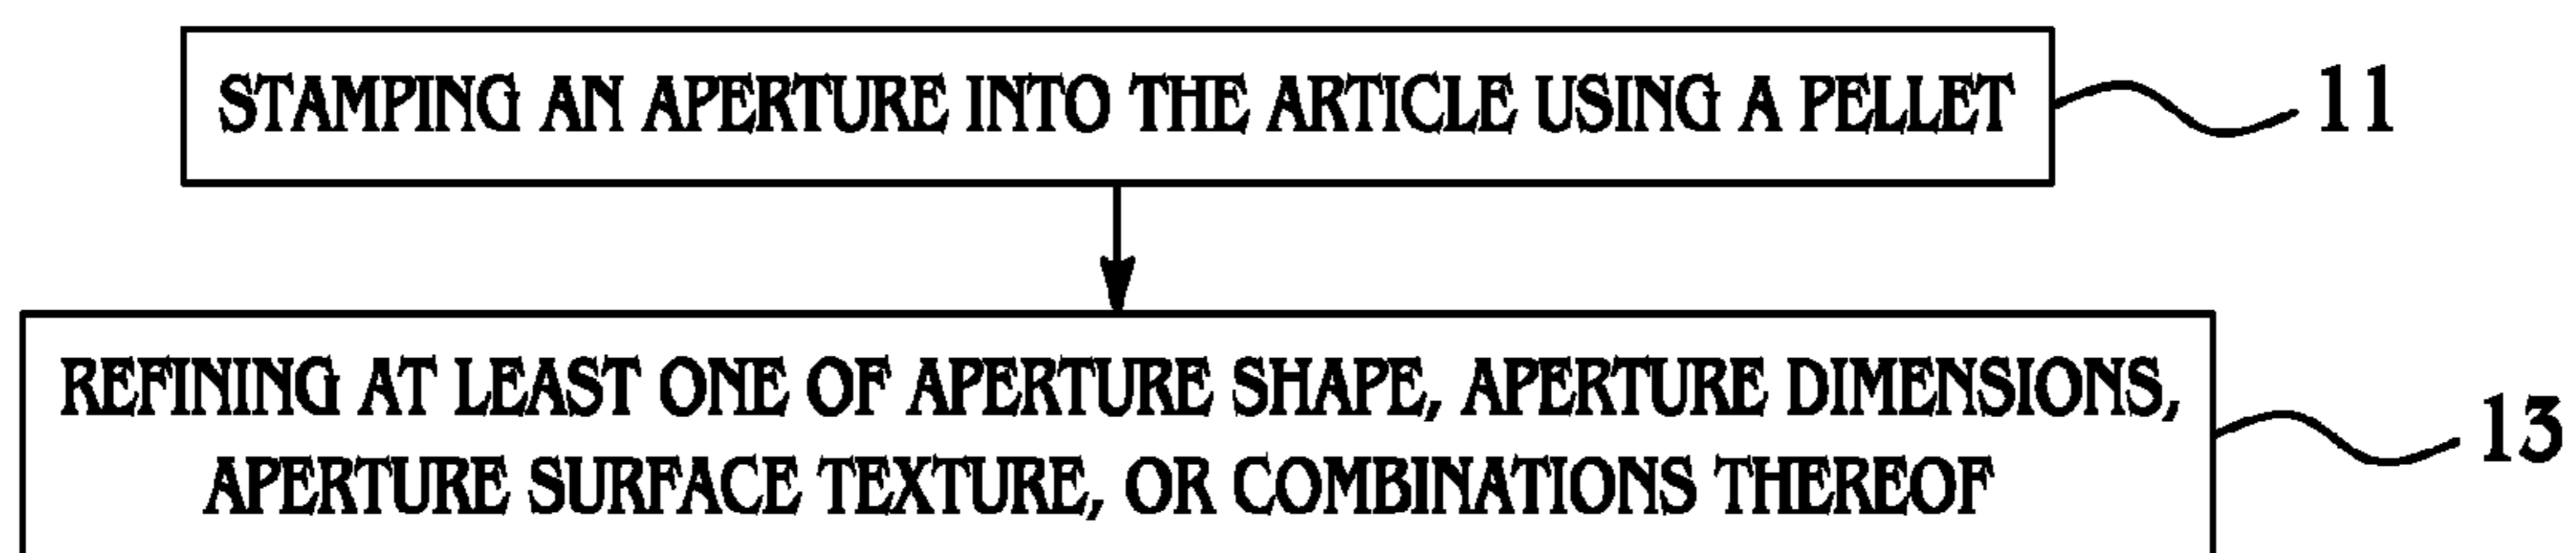 STAMPING AN APERTURE INTO THE ARTICLE USING A PELLET
11
REFINING AT LEAST ONE OF APERTURE SHAPE, APERTURE DIMENSIONS,
APERTURE SURFACE TEXTURE, OR COMBINATIONS THEREOF
13